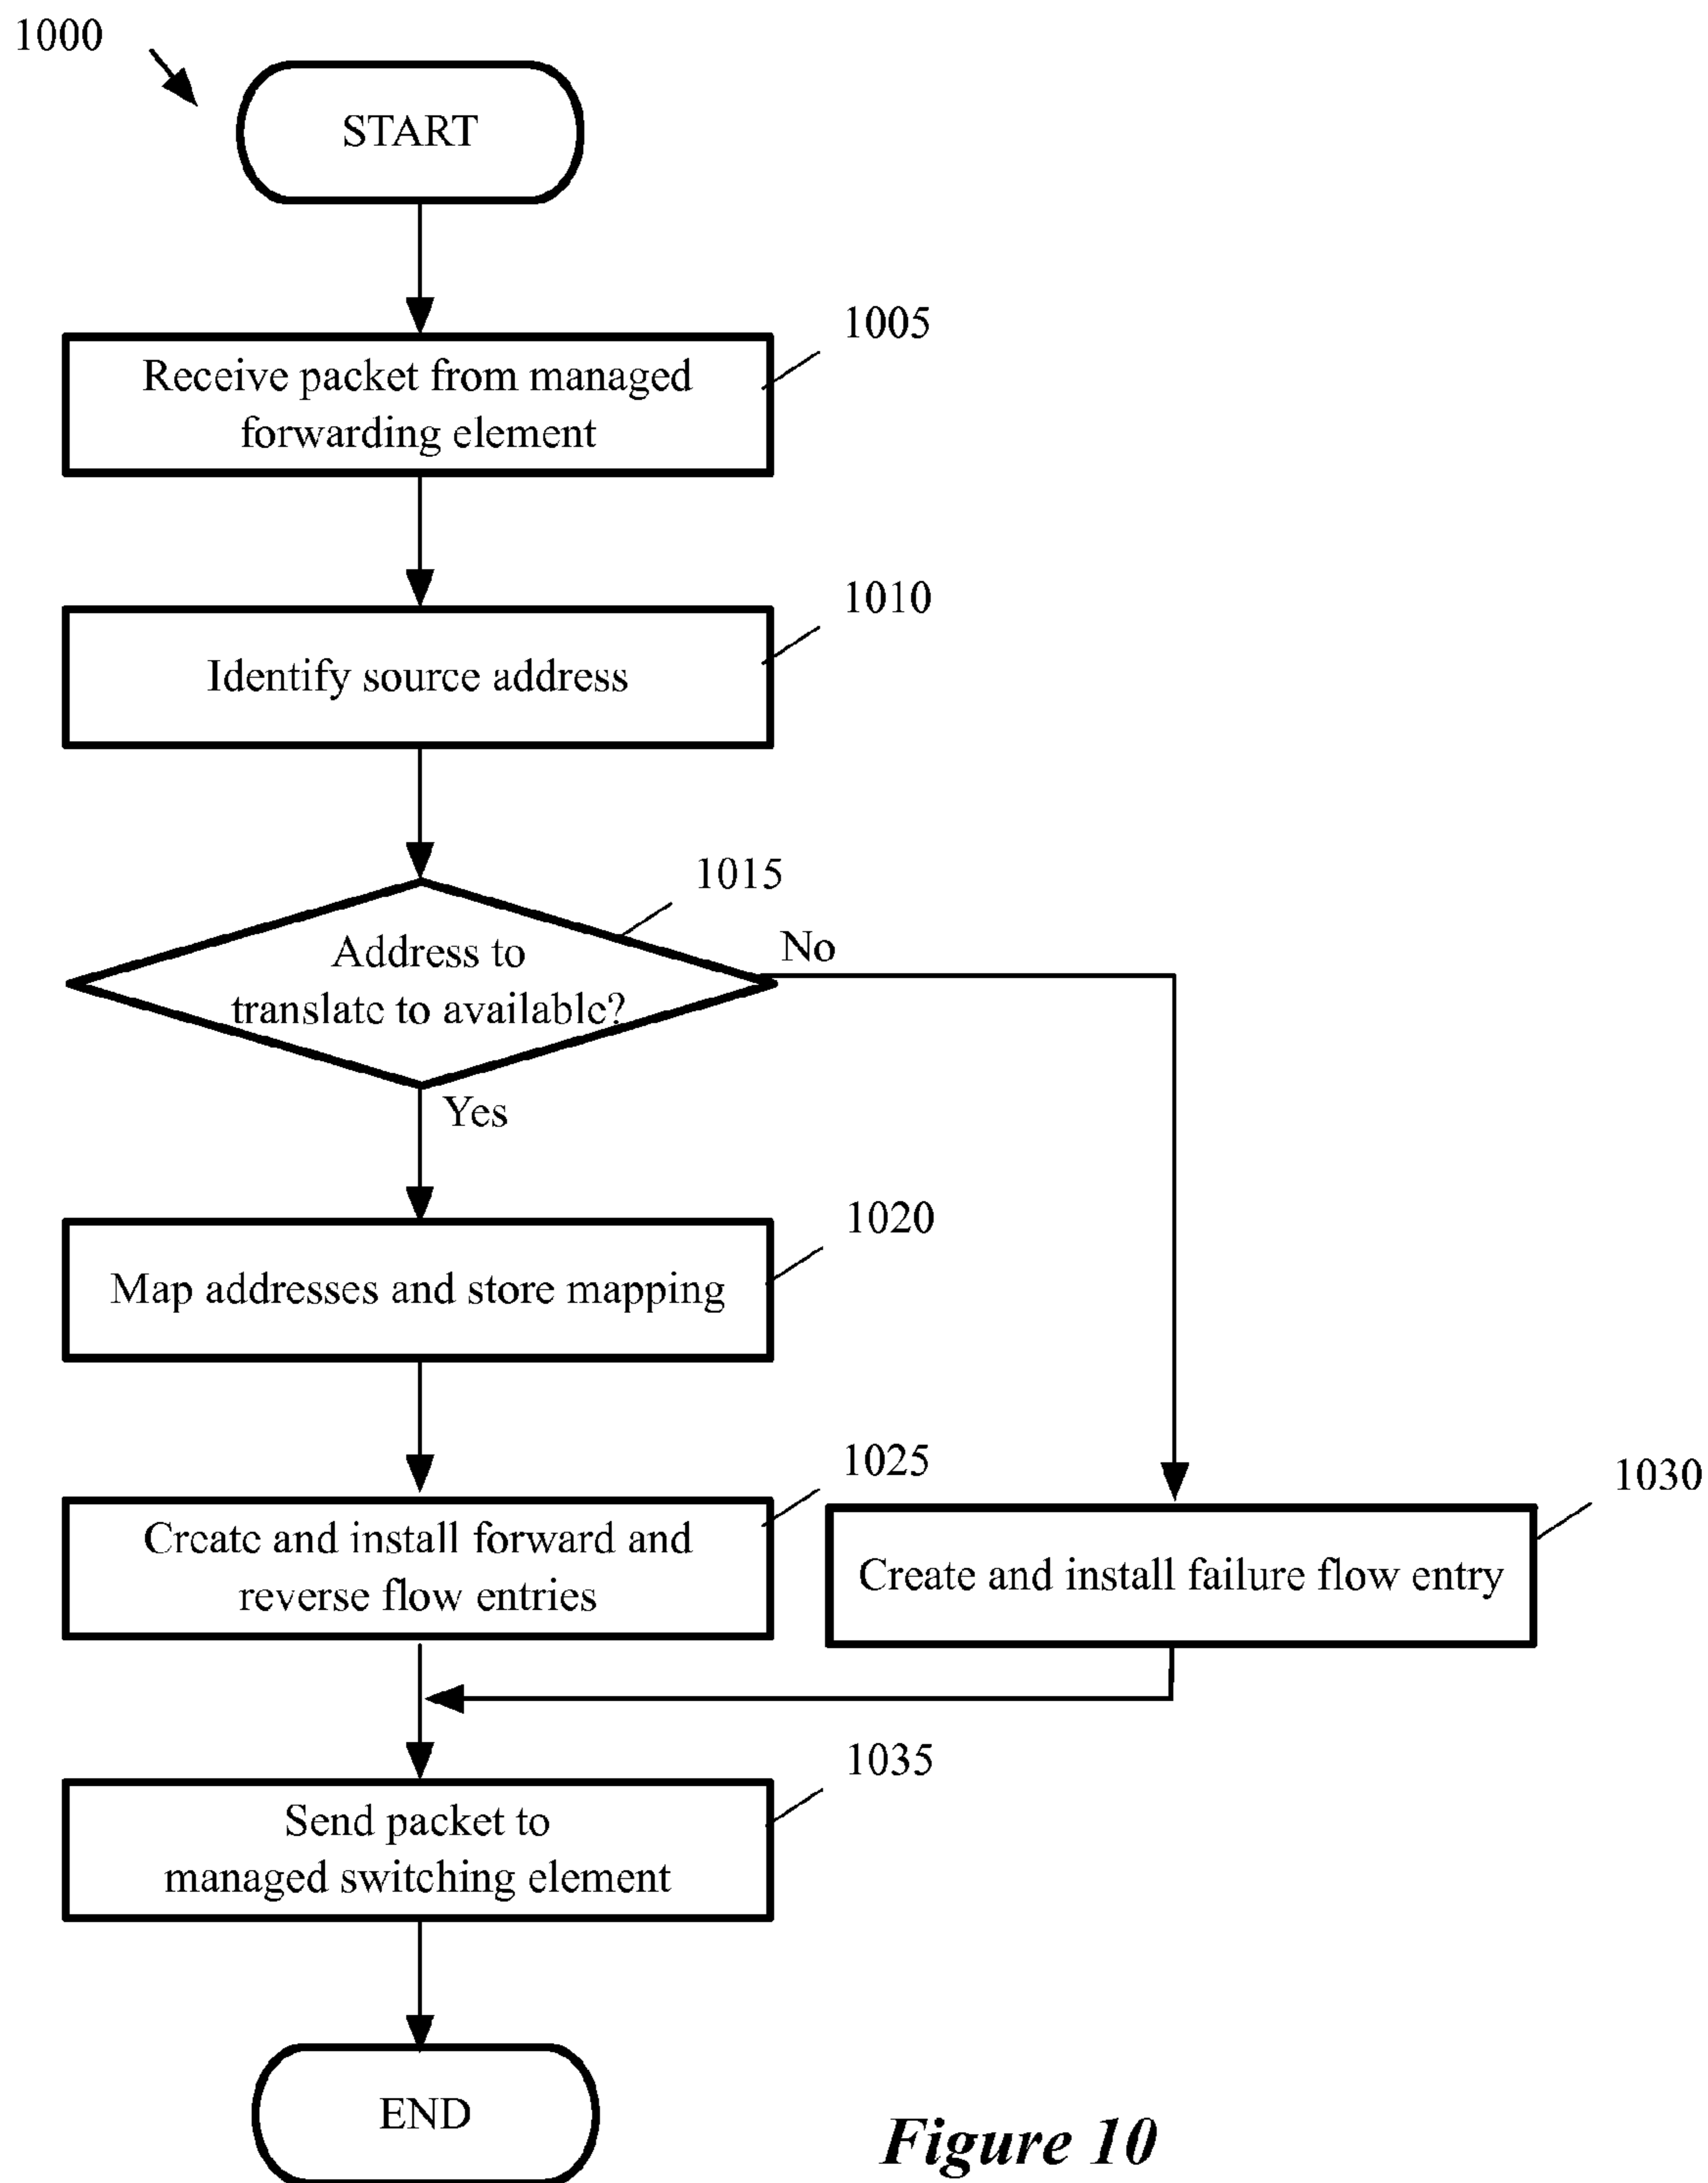 1000
START
1005
Receive packet from managed
forwarding element
1010
Identify source address
1015
Address to
translate to available?
No
Yes
1020
Map addresses and store mapping
1025
Create and install forward and
reverse flow entries
1030
Create and install failure flow entry
1035
Send packet to
managed switching element
END
Figure 10